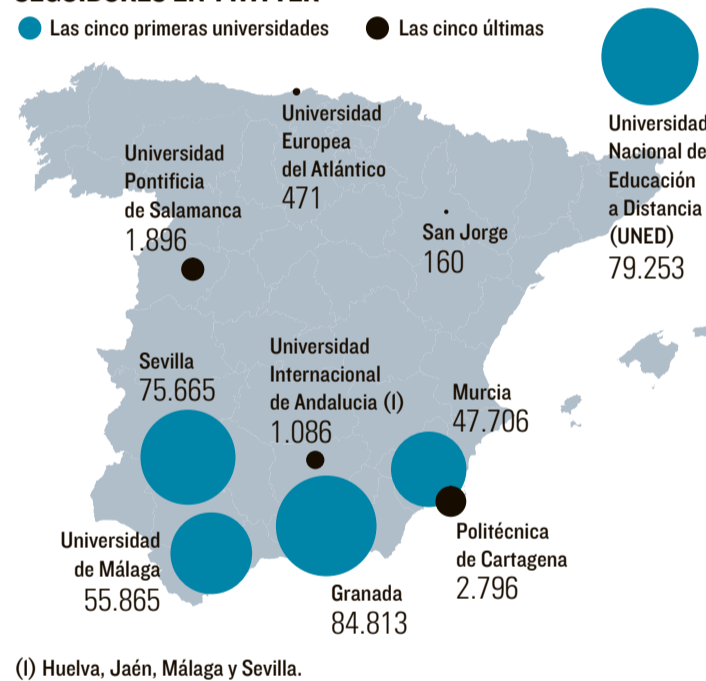 SEGUIDORES EN TWITTER
Las cinco primeras universidades
Las cinco últimas
Universidad
Nacional de
Educación
a Distancia
(UNED)
79.253
Universidad
Europea
del Atlántico
471
Universidad
Pontificia
de Salamanca
1.896
San Jorge
160
Sevilla
75.665
Universidad
Internacional
de Andalucia (I)
1.086
Murcia
47.706
Universidad
de Málaga
55.865
Granada
84.813
Politécnica
de Cartagena
2.796
(I) Huelva, Jaén, Málaga y Sevilla.